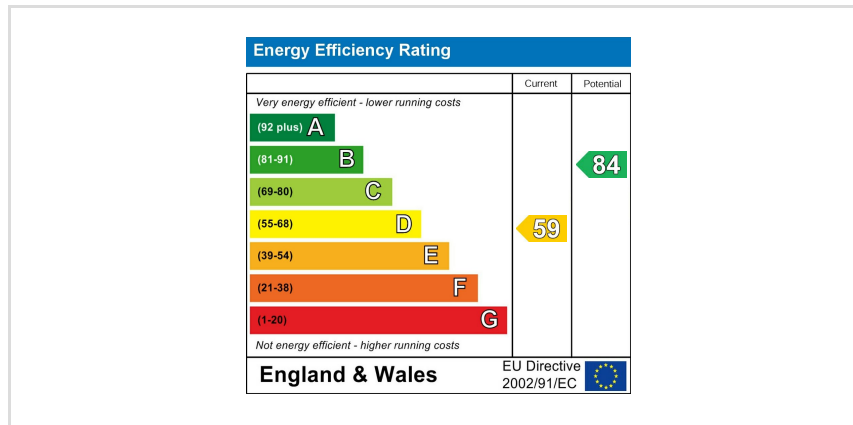 Energy Efficiency Rating
Current Potential
Very energy efficient - lower running costs
(92 plus) A
(81-91) B
84
(69-80) C
(55-68) D
59
(39-54) E
(21-38) F
(1-20) G
Not energy efficient - higher running costs
England & Wales
EU Directive
2002/91/EC